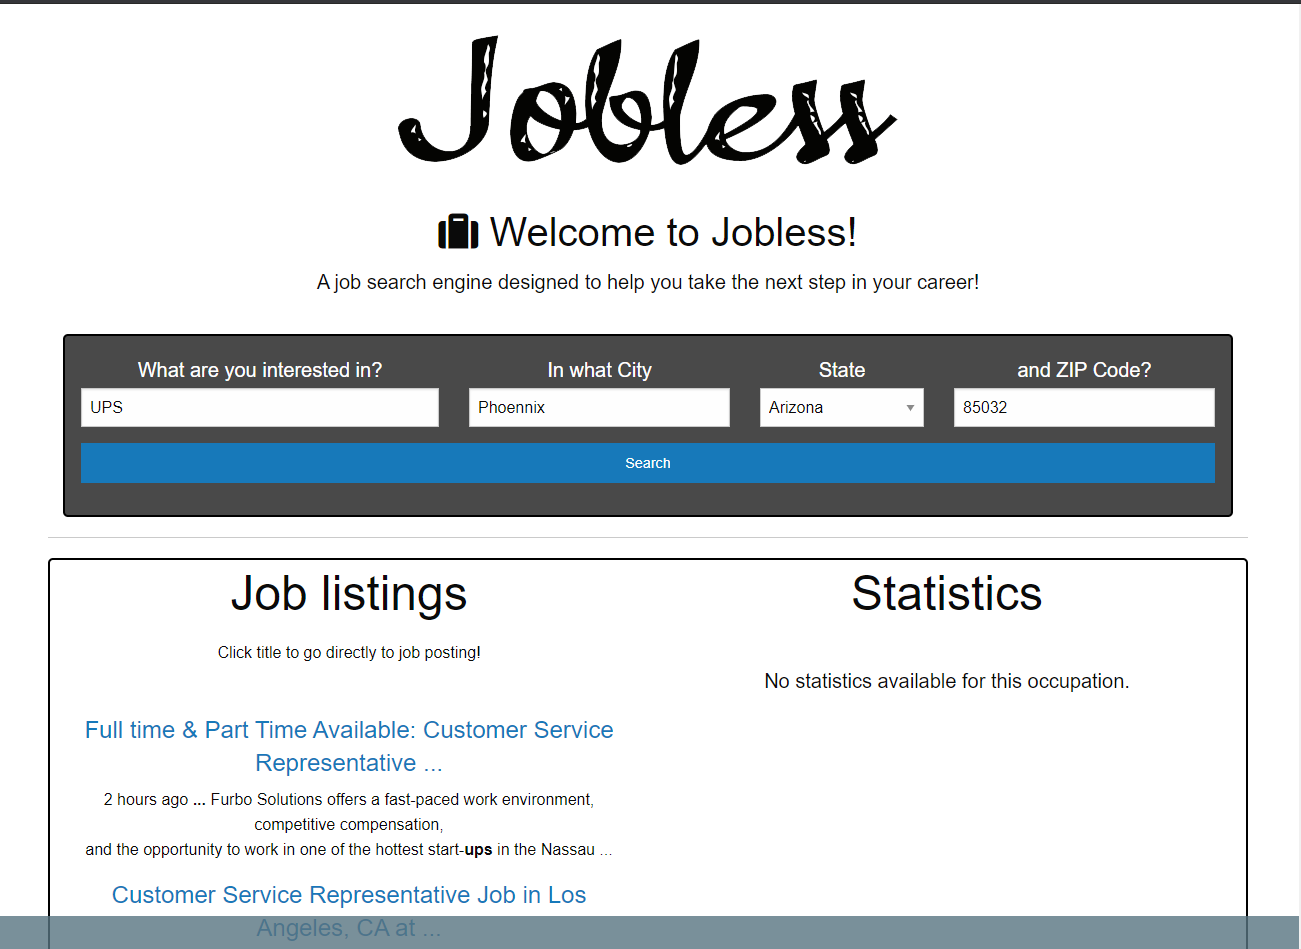 Jobless
Welcome to Jobless!
A job search engine designed to help you take the next step in your career!
What are you interested in?
In what City
State
and ZIP Code?
UPS
Phoennix
Arizona
85032
Search
Job listings
Click title to go directly to job posting!
Full time & Part Time Available: Customer Service
Representative ...
2 hours ago ... Furbo Solutions offers a fast-paced work environment,
competitive compensation,
and the opportunity to work in one of the hottest start-ups in the Nassau ...
Customer Service Representative Job in Los
Angeles, CA at ...
Statistics
No statistics available for this occupation.